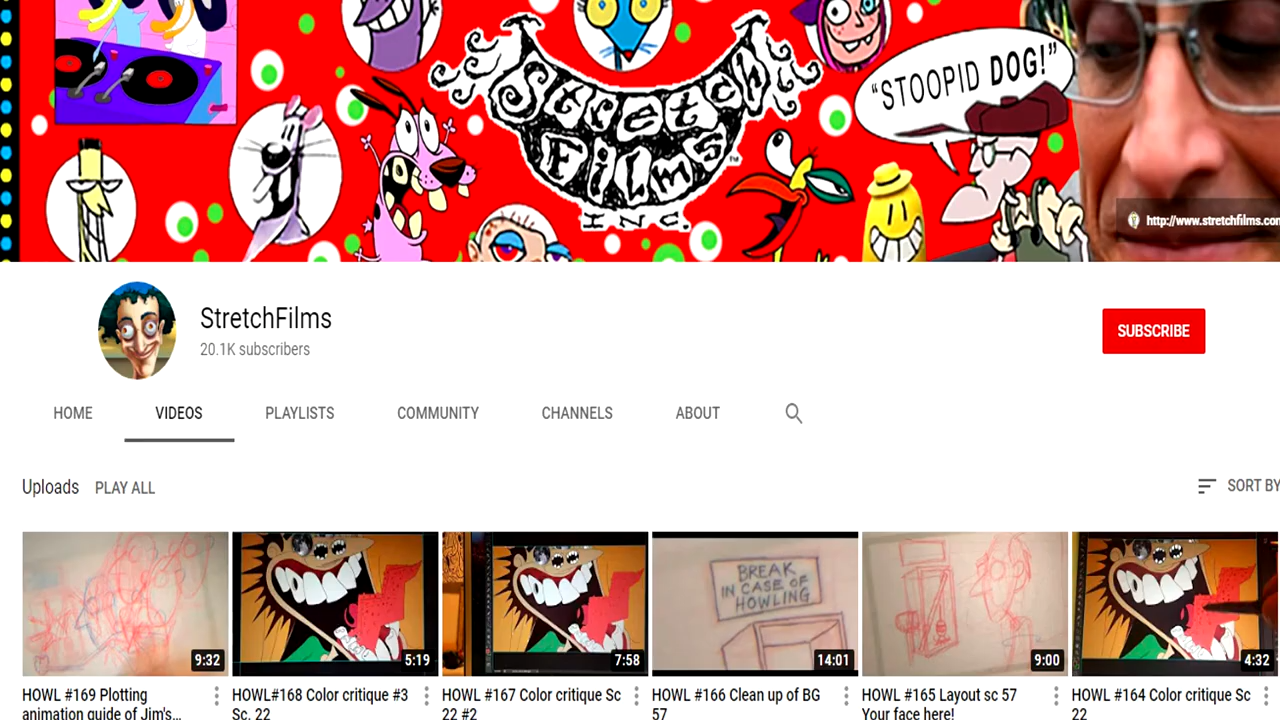 "STOOPID DOG!"
Stretch
Films
INC.
http://www.stretchfilms.com
StretchFilms
20.1K subscribers
SUBSCRIBE
HOME VIDEOS PLAYLISTS COMMUNITY CHANNELS ABOUT
Uploads PLAY ALL
SORT BY
BREAK
IN CASE OF
HOWLING
9:32 5:19 7:58 14:01 9:00 4:32
HOWL #169 Plotting
animation guide of Jim's...
HOWL#168 Color critique #3
Sc. 22
HOWL #167 Color critique Sc
22 #2
HOWL #166 Clean up of BG
57
HOWL #165 Layout sc 57
Your face here!
HOWL #164 Color critique Sc
22